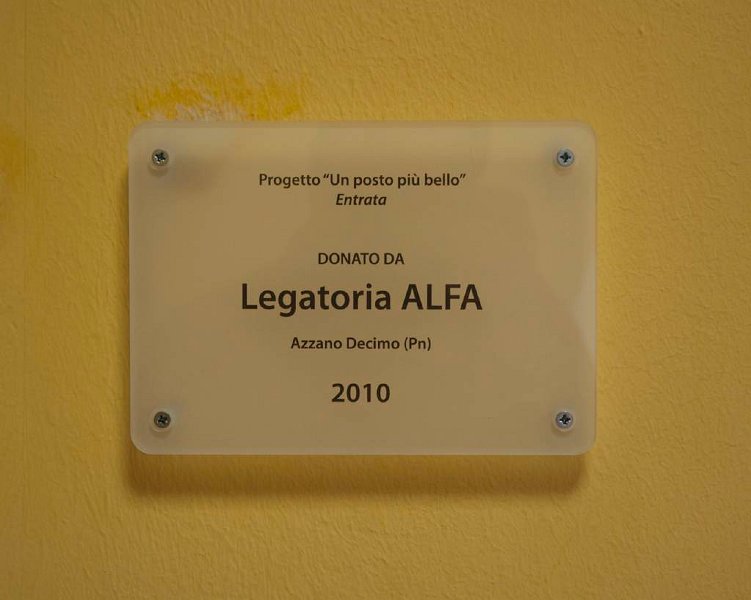 Progetto “Un posto più bello”
Entrata
DONATO DA
Legatoria ALFA
Azzano Decimo (Pn)
2010